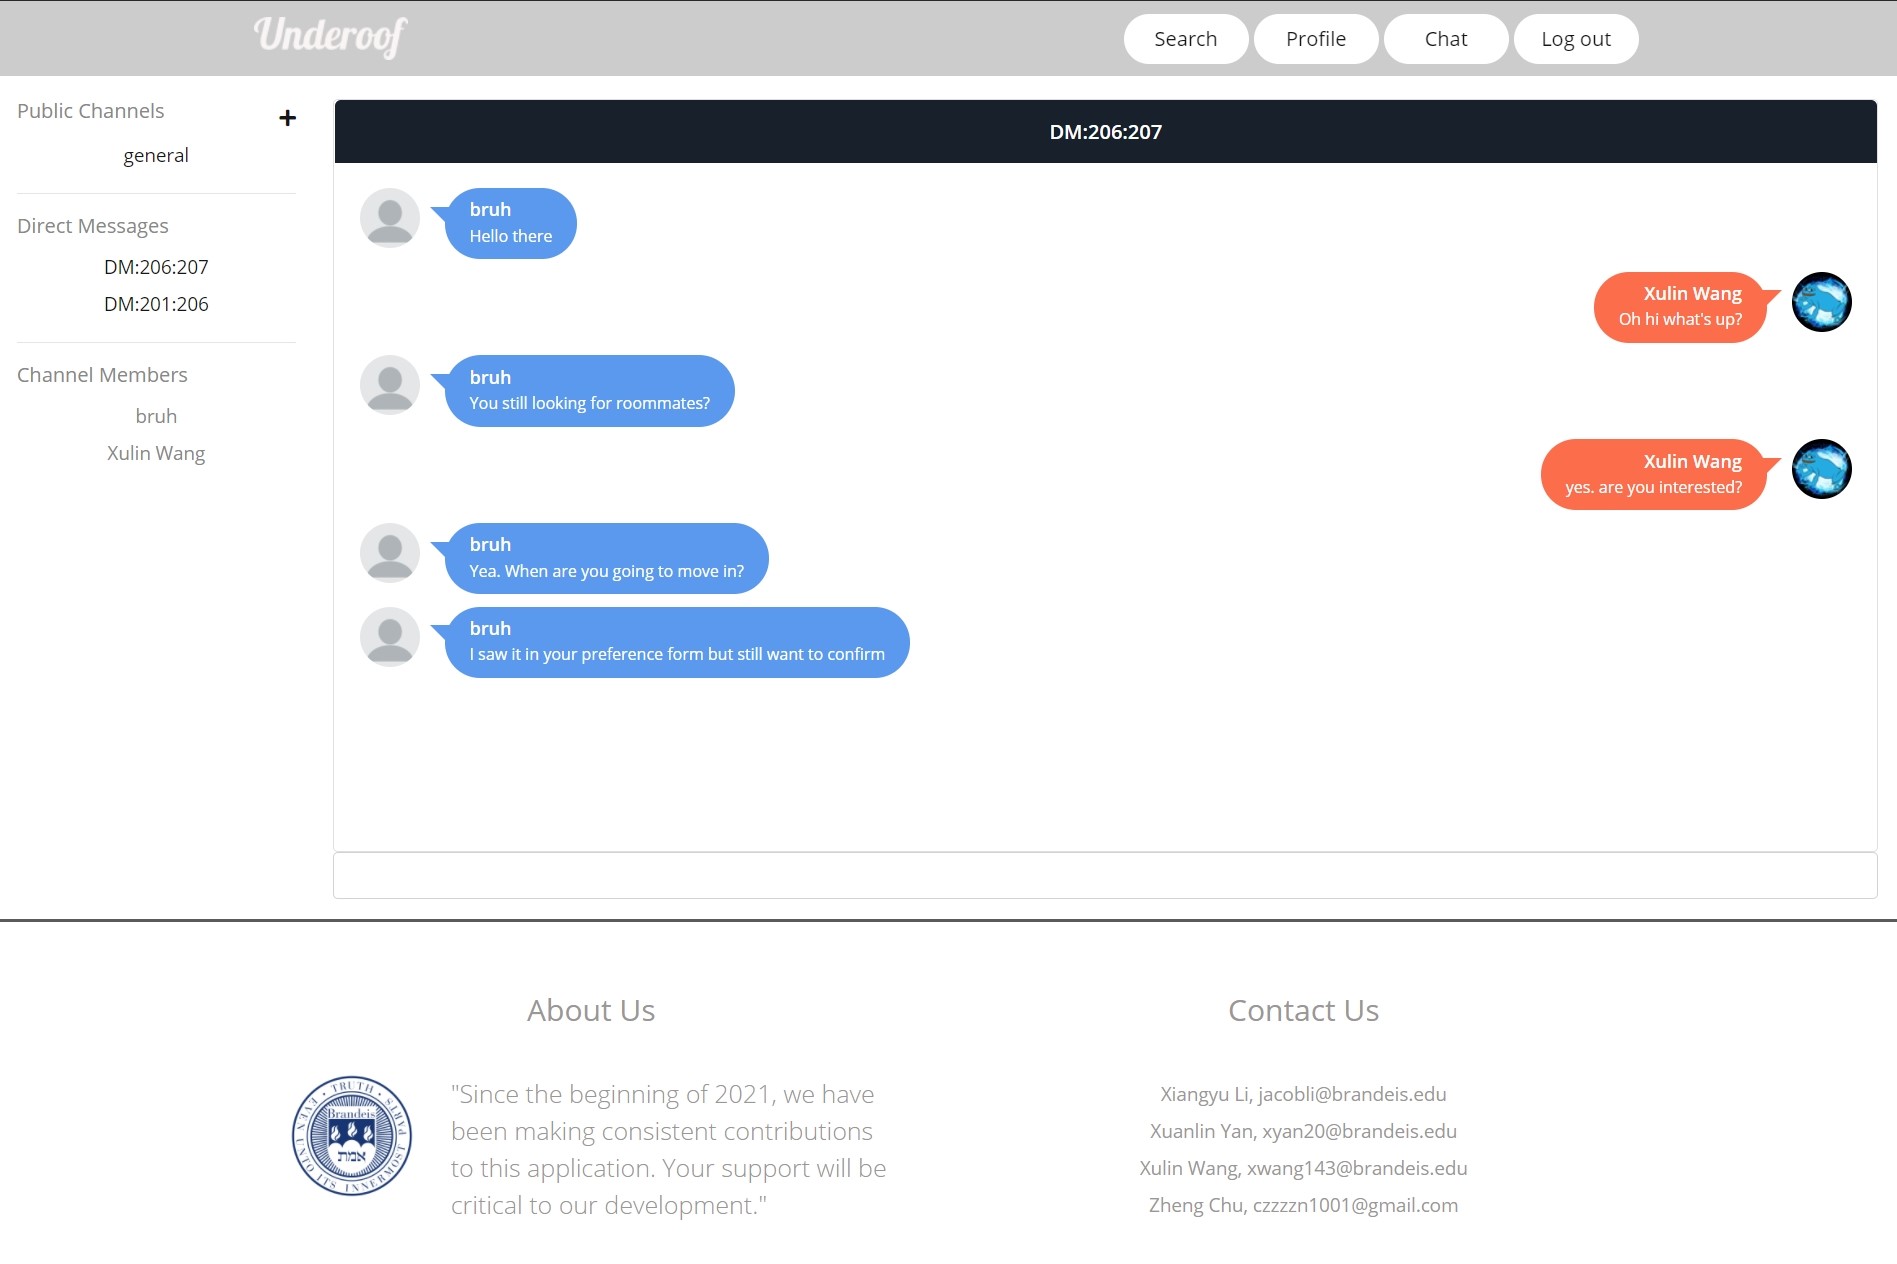 Underoof
Search
Profile
Chat
Log out
Public Channels
+
general
Direct Messages
DM:206:207
DM:201:206
Channel Members
bruh
Xulin Wang
DM:206:207
bruh
Hello there
Xulin Wang
Oh hi what's up?
bruh
You still looking for roommates?
Xulin Wang
yes. are you interested?
bruh
Yea. When are you going to move in?
bruh
I saw it in your preference form but still want to confirm
About Us
TRUTH · EVEN UNTO ITS INNERMOST PARTS
Brandeis
אמת
"Since the beginning of 2021, we have
been making consistent contributions
to this application. Your support will be
critical to our development."
Contact Us
Xiangyu Li, jacobli@brandeis.edu
Xuanlin Yan, xyan20@brandeis.edu
Xulin Wang, xwang143@brandeis.edu
Zheng Chu, czzzzn1001@gmail.com